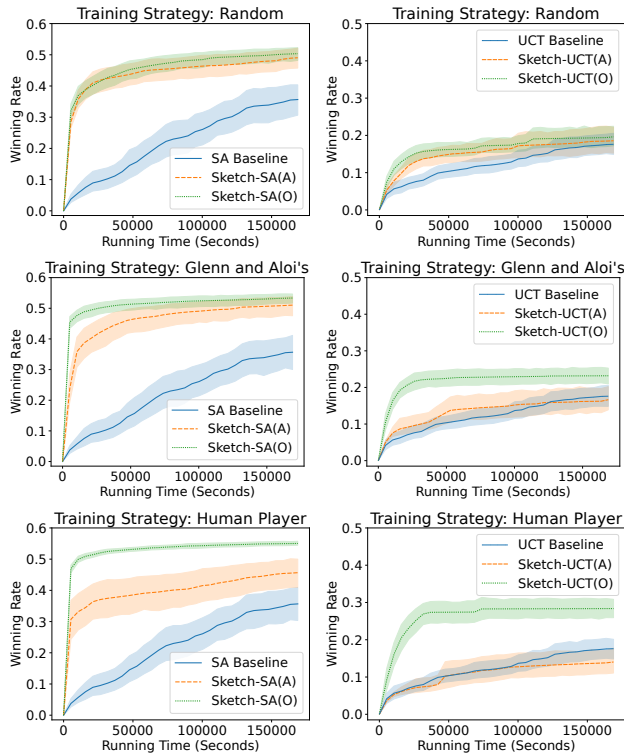 Training Strategy: Random
0.6
0.5
0.4
0.3
0.2
0.1
0.0
Winning Rate
SA Baseline
Sketch-SA(A)
Sketch-SA(O)
0 50000 100000 150000
Running Time (Seconds)
Training Strategy: Random
0.5
0.4
0.3
0.2
0.1
0.0
Winning Rate
UCT Baseline
Sketch-UCT(A)
Sketch-UCT(O)
0 50000 100000 150000
Running Time (Seconds)
Training Strategy: Glenn and Aloi's
0.6
0.5
0.4
0.3
0.2
0.1
0.0
Winning Rate
SA Baseline
Sketch-SA(A)
Sketch-SA(O)
0 50000 100000 150000
Running Time (Seconds)
Training Strategy: Glenn and Aloi's
0.5
0.4
0.3
0.2
0.1
0.0
Winning Rate
UCT Baseline
Sketch-UCT(A)
Sketch-UCT(O)
0 50000 100000 150000
Running Time (Seconds)
Training Strategy: Human Player
0.6
0.5
0.4
0.3
0.2
0.1
0.0
Winning Rate
SA Baseline
Sketch-SA(A)
Sketch-SA(O)
0 50000 100000 150000
Running Time (Seconds)
Training Strategy: Human Player
0.5
0.4
0.3
0.2
0.1
0.0
Winning Rate
UCT Baseline
Sketch-UCT(A)
Sketch-UCT(O)
0 50000 100000 150000
Running Time (Seconds)